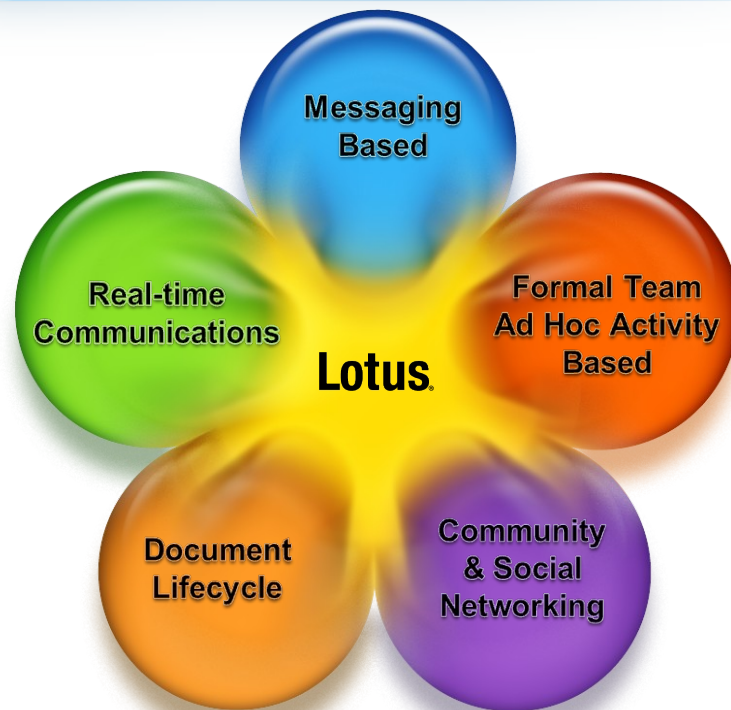 Messaging
Based
Real-time
Communications
Formal Team
Ad Hoc Activity
Based
Lotus®
Document
Lifecycle
Community
& Social
Networking